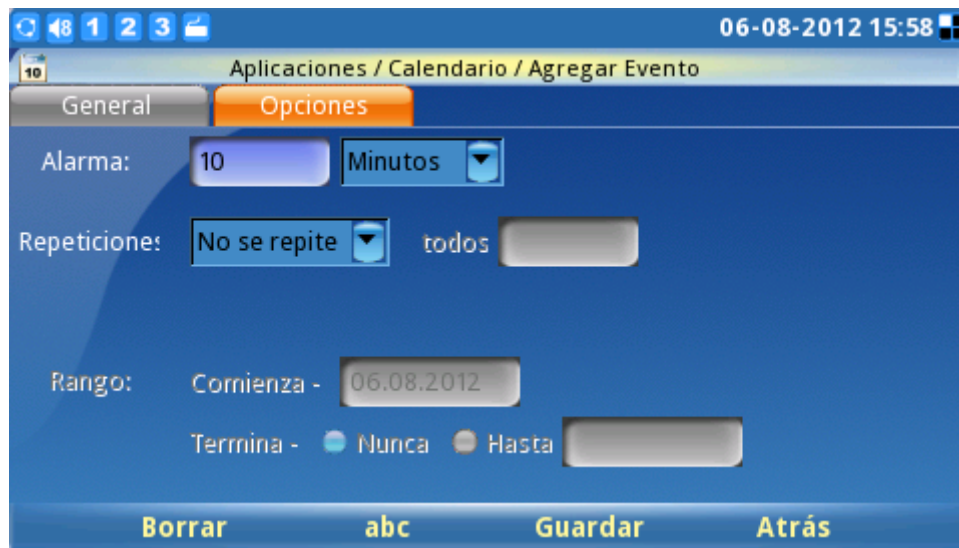 8 1 2 3 06-08-2012 15:58
10 Aplicaciones / Calendario / Agregar Evento
General Opciones
Alarma: 10 Minutos
Repeticiones No se repite todos
Rango: Comienza - 06.08.2012
Termina - Nunca Hasta
Borrar abc Guardar Atrás